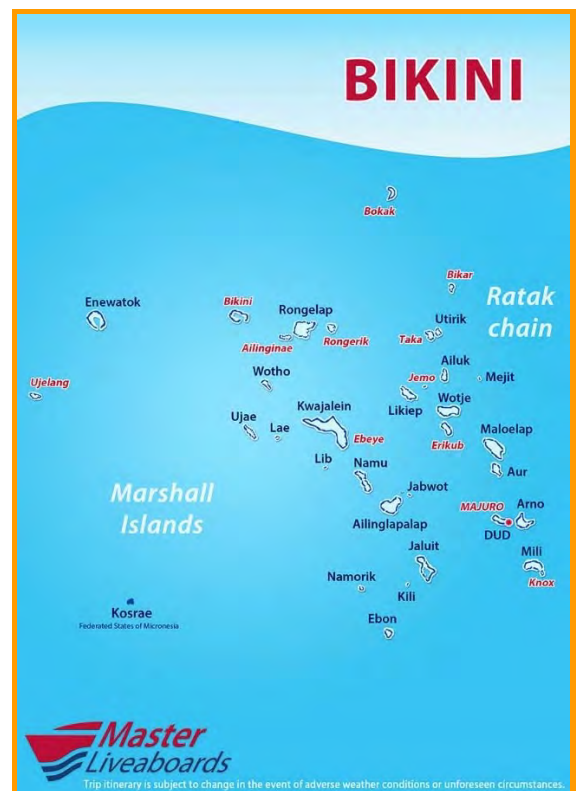 BIKINI
Bokak
Bikar
Ratak
chain
Enewatok
Bikini
Rongelap
Utirik
Ailinginae
Rongerik
Taka
Ailuk
Ujelang
Wotho
Jemo
Mejit
Ujae
Kwajalein
Likiep
Wotje
Lae
Ebeye
Erikub
Maloelap
Lib
Namu
Aur
Marshall
Islands
Jabwot
MAJURO
Arno
Ailinglapalap
DUD
Jaluit
Mili
Namorik
Kili
Knox
Kosrae
Federated States of Micronesia
Ebon
Master
Liveaboards
Trip itinerary is subject to change in the event of adverse weather conditions or unforeseen circumstances.